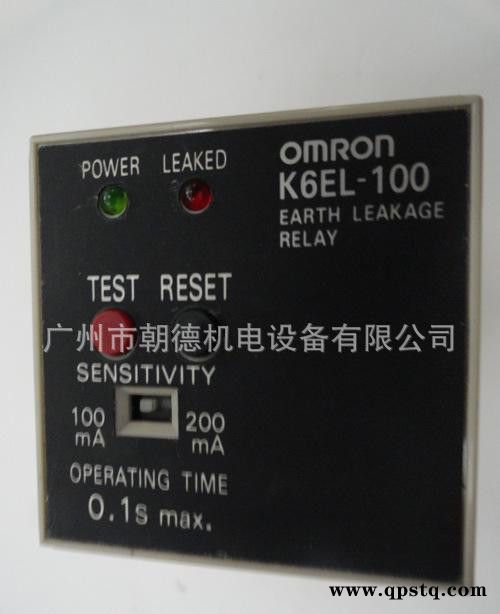 OMRON
POWER LEAKED
K6EL-100
EARTH LEAKAGE
RELAY
TEST RESET
广州市朝德机电设备有限公司
SENSITIVITY
100 200
mA mA
OPERATING TIME
0.1s max.
www.qpstq.com